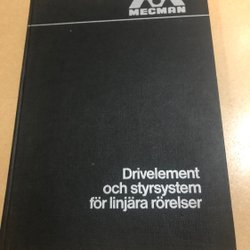 MECMAN
Drivelement
och styrsystem
för linjära rörelser